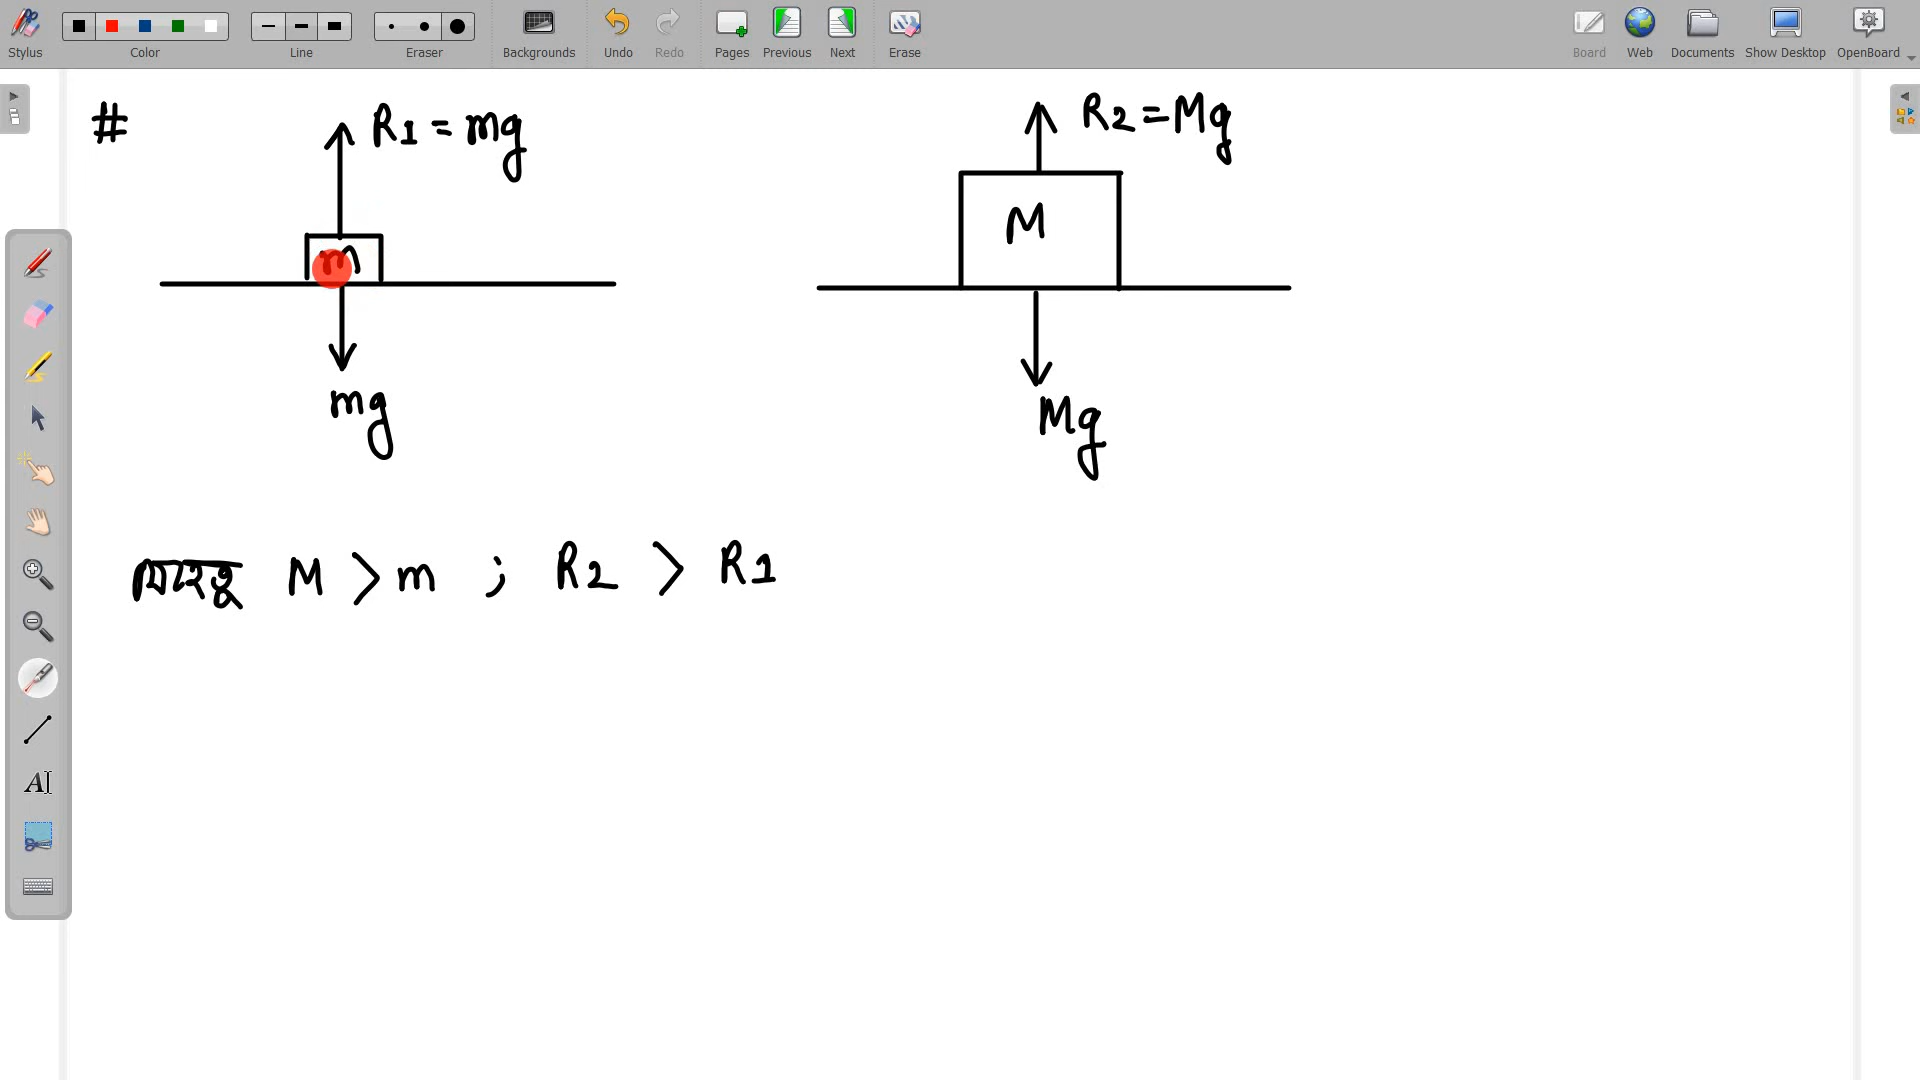 Stylus Color Line Eraser Backgrounds Undo Redo Pages Previous Next Erase Board Web Documents Show Desktop OpenBoard
# R1 = mg
R2 = Mg
m
M
mg
Mg
যেহেতু M > m ; R2 > R1